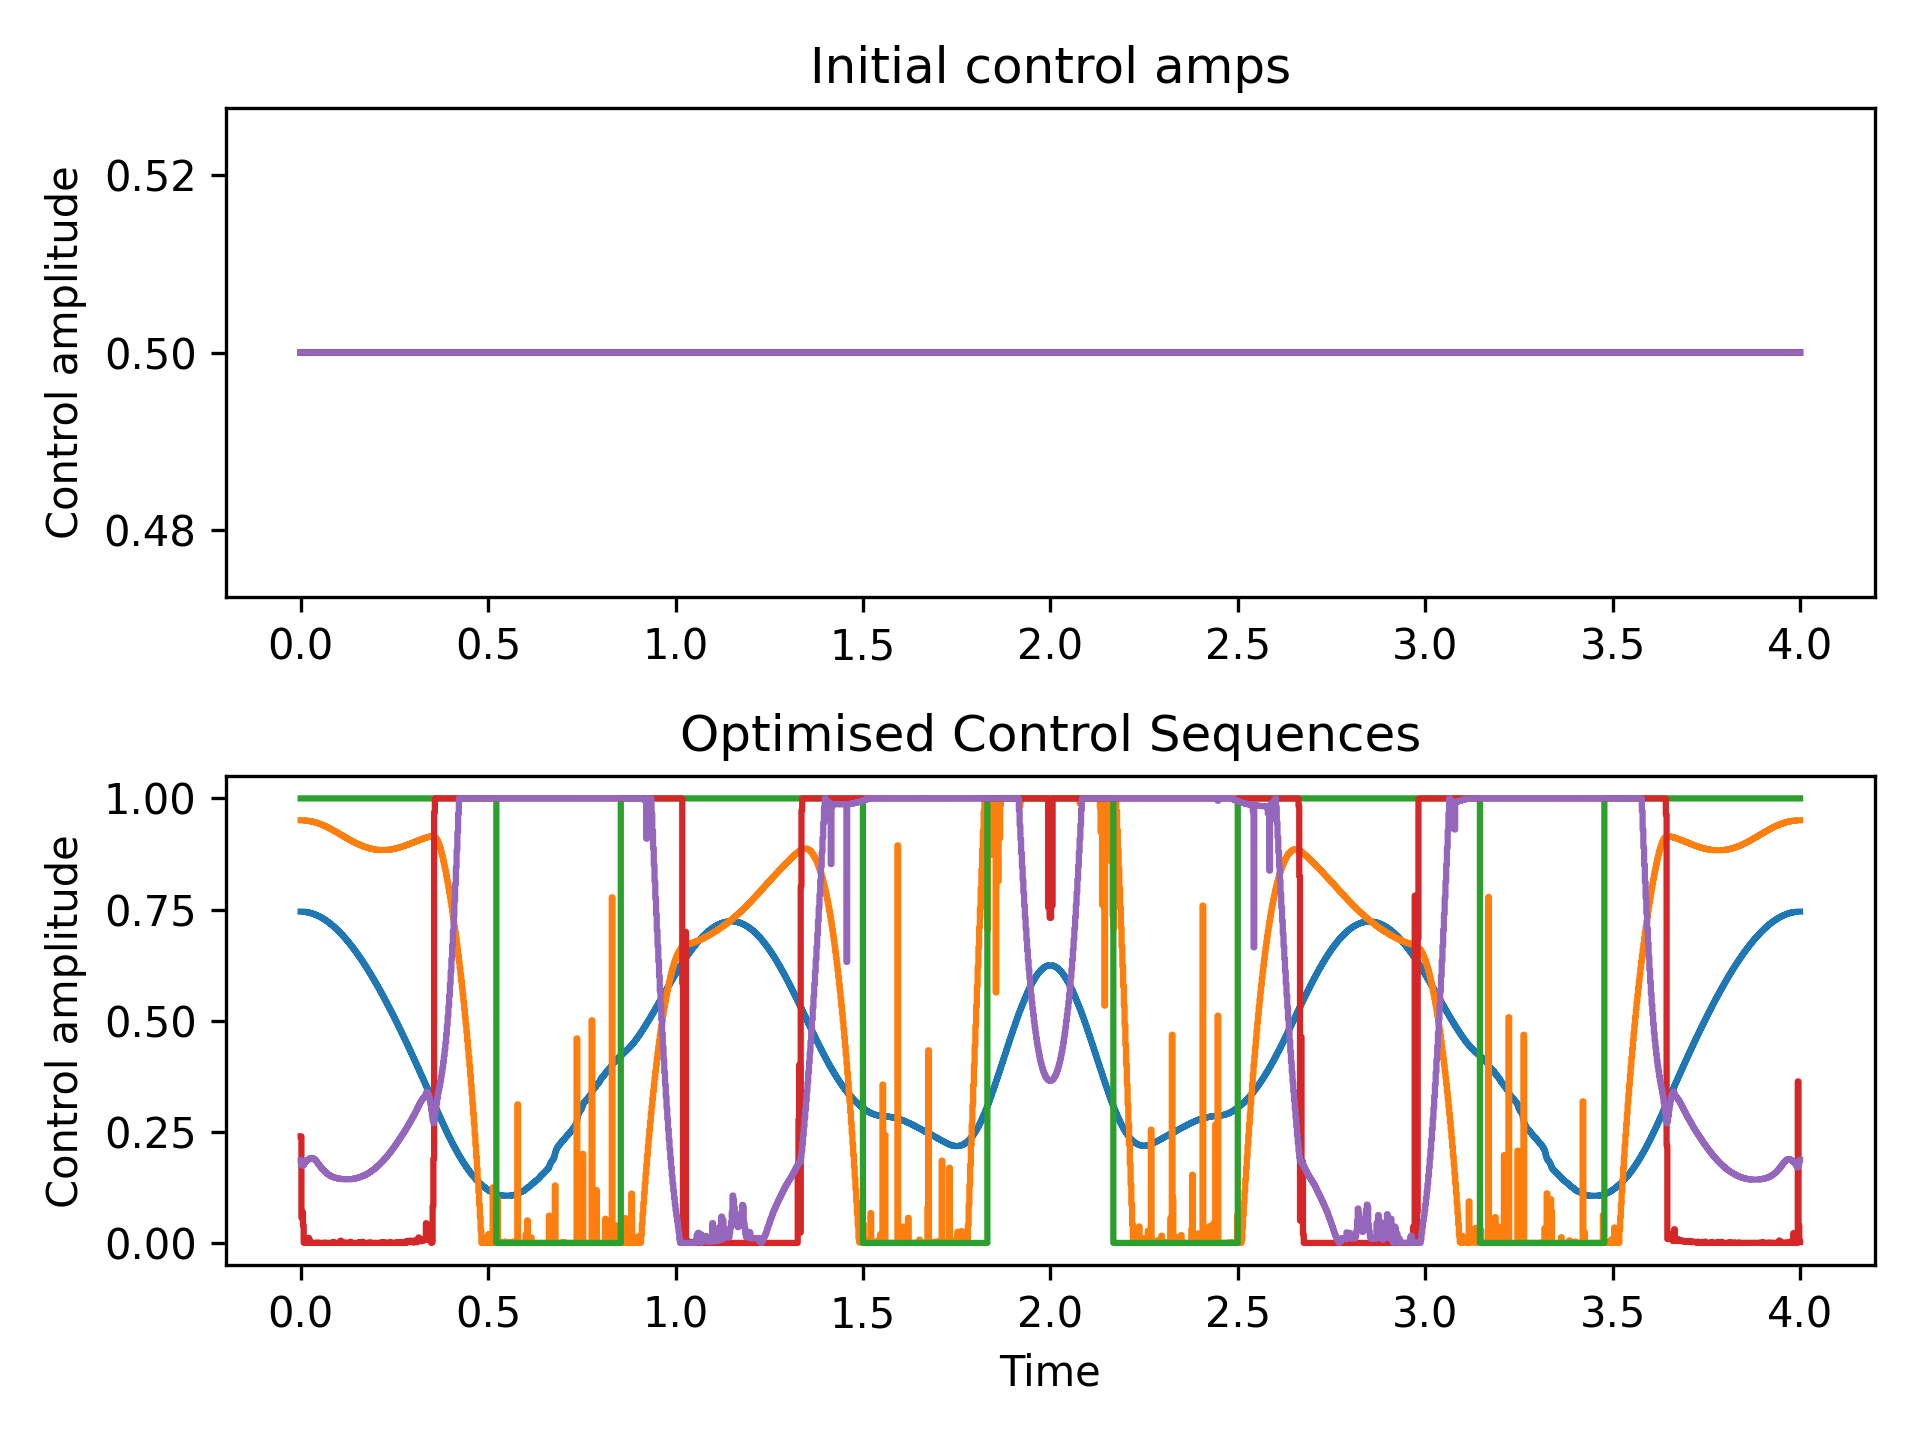 Initial control amps
Control amplitude
0.52
0.50
0.48
0.0 0.5 1.0 1.5 2.0 2.5 3.0 3.5 4.0
Optimised Control Sequences
Control amplitude
1.00
0.75
0.50
0.25
0.00
0.0 0.5 1.0 1.5 2.0 2.5 3.0 3.5 4.0
Time